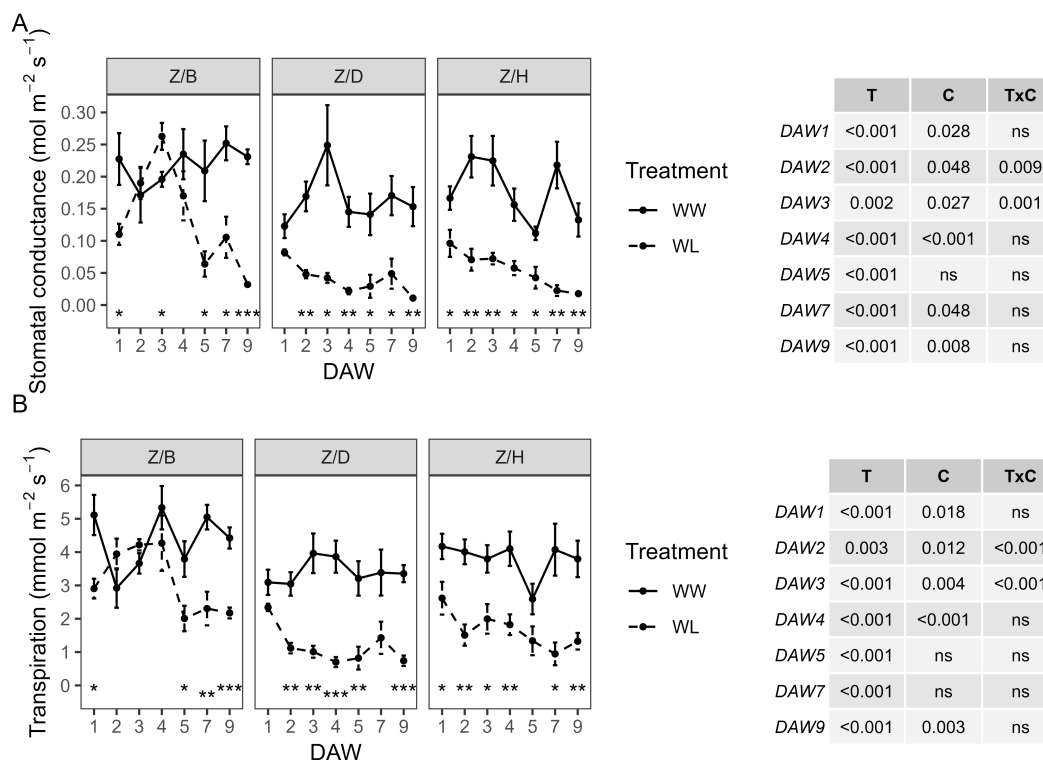 A
Stomatal conductance (mol m⁻² s⁻¹)
Z/B Z/D Z/H
0.30
0.25
0.20
0.15
0.10
0.05
0.00
* * * * *** ** * ** * * ** * ** ** * * ** **
1 2 3 4 5 7 9 1 2 3 4 5 7 9 1 2 3 4 5 7 9
DAW
Treatment
WW
WL
T C TxC
DAW1 <0.001 0.028 ns
DAW2 <0.001 0.048 0.009
DAW3 0.002 0.027 0.001
DAW4 <0.001 <0.001 ns
DAW5 <0.001 ns ns
DAW7 <0.001 0.048 ns
DAW9 <0.001 0.008 ns
B
Transpiration (mmol m⁻² s⁻¹)
Z/B Z/D Z/H
6
5
4
3
2
1
0
* * ** *** ** ** *** ** *** * ** * ** * **
1 2 3 4 5 7 9 1 2 3 4 5 7 9 1 2 3 4 5 7 9
DAW
Treatment
WW
WL
T C TxC
DAW1 <0.001 0.018 ns
DAW2 0.003 0.012 <0.001
DAW3 <0.001 0.004 <0.001
DAW4 <0.001 <0.001 ns
DAW5 <0.001 ns ns
DAW7 <0.001 ns ns
DAW9 <0.001 0.003 ns